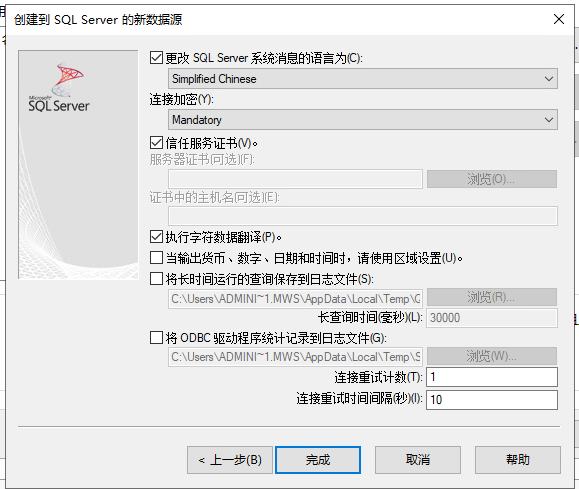 创建到 SQL Server 的新数据源
Microsoft
SQL Server
更改 SQL Server 系统消息的语言为(C):
Simplified Chinese
连接加密(Y):
Mandatory
信任服务证书(V)。
服务器证书(可选)(F):
浏览(O)...
证书中的主机名(可选)(E):
执行字符数据翻译(P)。
当输出货币、数字、日期和时间时，请使用区域设置(U)。
将长时间运行的查询保存到日志文件(S):
C:\Users\ADMINI~1.MWS\AppData\Local\Temp\Q 浏览(R)...
长查询时间(毫秒)(L): 30000
将 ODBC 驱动程序统计记录到日志文件(G):
C:\Users\ADMINI~1.MWS\AppData\Local\Temp\S 浏览(W)...
连接重试计数(T): 1
连接重试时间间隔(秒)(I): 10
< 上一步(B) 完成 取消 帮助